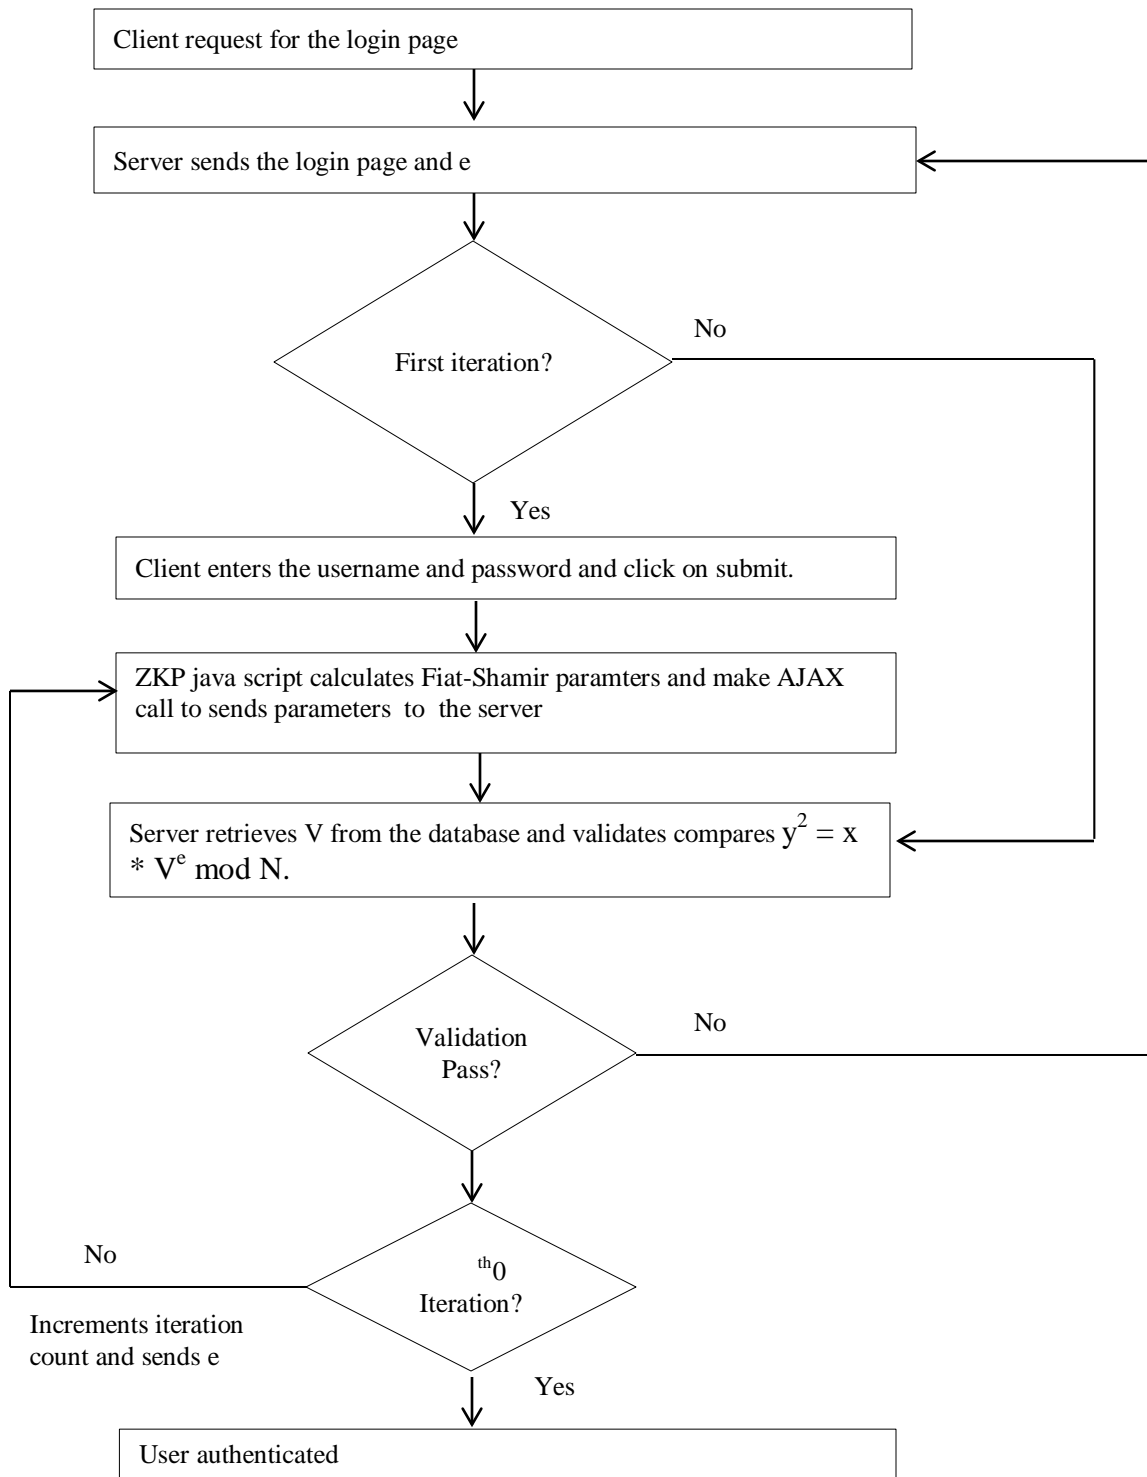 Client request for the login page
Server sends the login page and e
No
First iteration?
Yes
Client enters the username and password and click on submit.
ZKP java script calculates Fiat-Shamir paramters and make AJAX
call to sends parameters to the server
Server retrieves V from the database and validates compares y² = x
* Vᵉ mod N.
No
Validation
Pass?
No
ᵗʰ0
Iteration?
Increments iteration
count and sends e
Yes
User authenticated